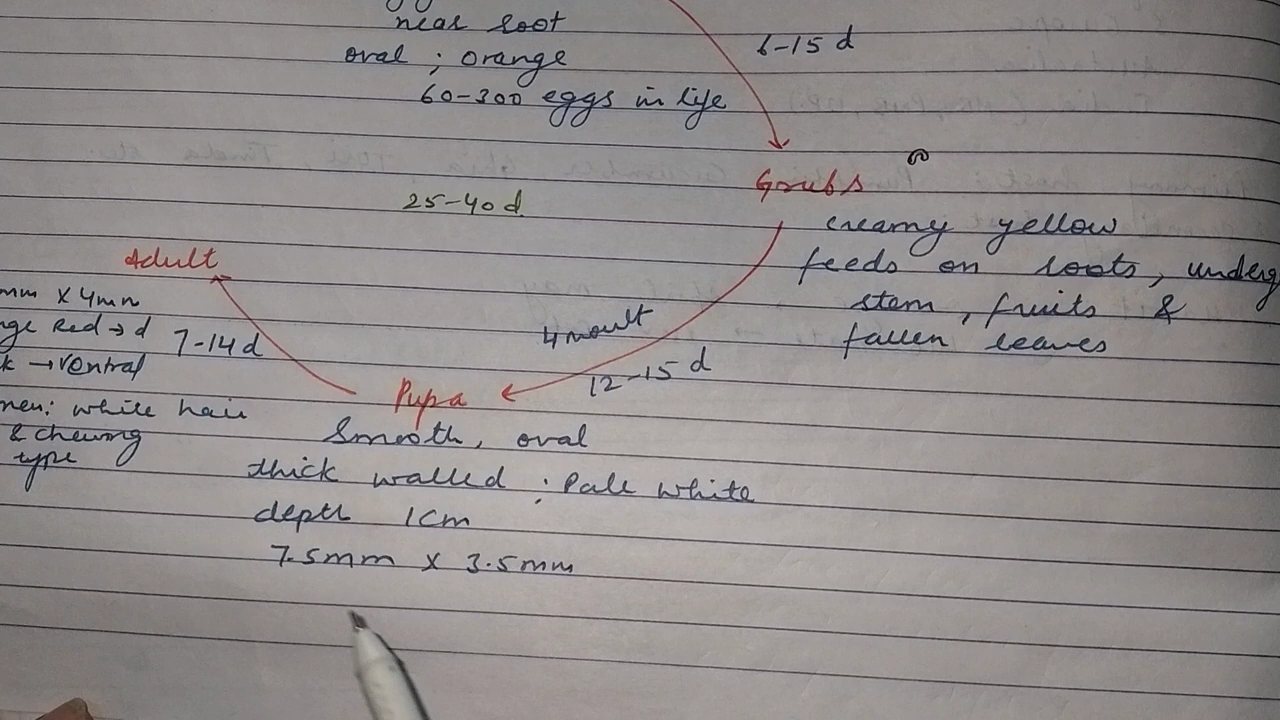 near root
oval ; orange
60-300 eggs in life
6-15 d
Grubs
creamy yellow
feeds on roots, underg
stem, fruits &
fallen leaves
25-40 d
Adult
mm X 4mm
nge Red → d
k → ventral
men: white hair
& chewing
type
7-14 d
4 moult
12-15 d
Pupa
Smooth, oval
thick walled ; Pale white
depth 1cm
7.5mm X 3.5mm